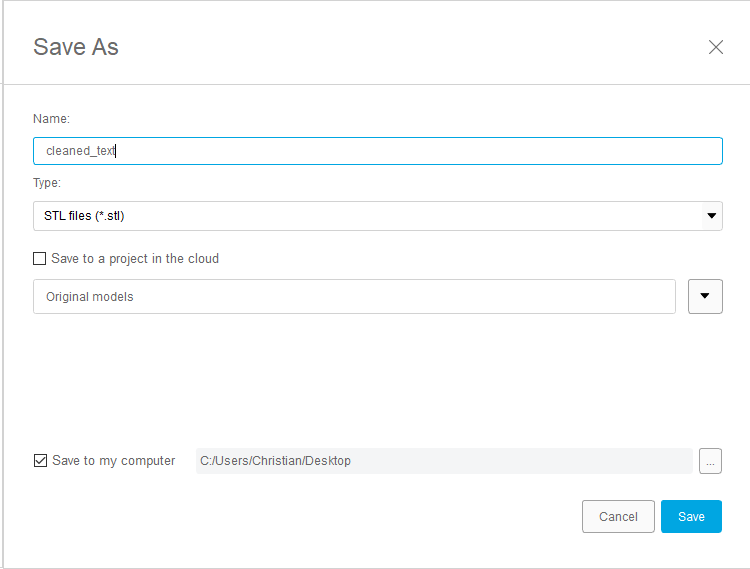 Save As
Name:
cleaned_text
Type:
STL files (*.stl)
Save to a project in the cloud
Original models
Save to my computer C:/Users/Christian/Desktop ...
Cancel Save